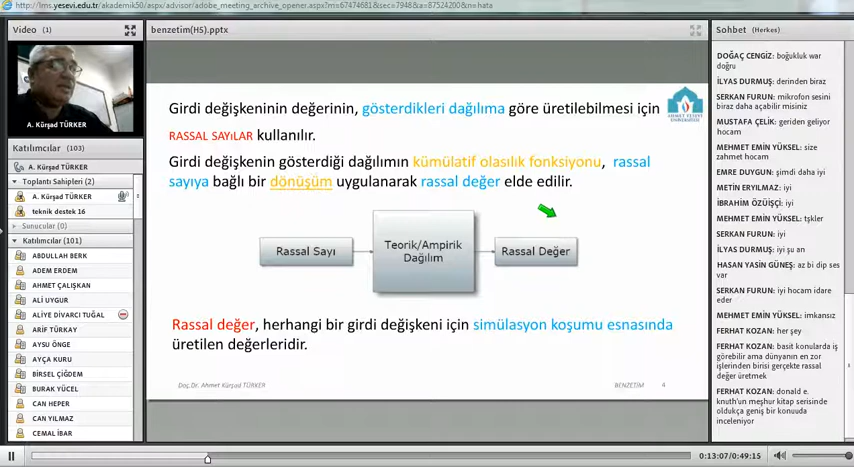 http://lms.yesevi.edu.tr/akademik50/aspx/advisor/adobe_meeting_archive_opener.aspx?ms=67474681&sec=7948&ia=87524200&n=hata
Video (1)
A. Kürşad TÜRKER
Katılımcılar (103)
A. Kürşad TÜRKER
Toplantı Sahipleri (2)
A. Kürşad TÜRKER
teknik destek 16
Sunucular (0)
Katılımcılar (101)
ABDULLAH BERK
ADEM ERDEM
AHMET ÇALIŞKAN
ALİ UYGUR
ALİYE DİVARCI TUĞAL
ARİF TÜRKAY
AYSU ÖNGE
AYÇA KURU
BİRSEL ÇİĞDEM
BURAK YÜCEL
CAN HEPER
CAN YILMAZ
CEMAL İBAR
benzetim(H5).pptx
AHMET YESEVİ
ÜNİVERSİTESİ
Girdi değişkeninin değerinin, gösterdikleri dağılıma göre üretilebilmesi için
RASSAL SAYILAR kullanılır.
Girdi değişkenin gösterdiği dağılımın kümülatif olasılık fonksiyonu, rassal
sayıya bağlı bir dönüşüm uygulanarak rassal değer elde edilir.
Rassal Sayı
Teorik/Ampirik
Dağılım
Rassal Değer
Rassal değer, herhangi bir girdi değişkeni için simülasyon koşumu esnasında
üretilen değerleridir.
Doç.Dr. Ahmet Kürşad TÜRKER
BENZETİM
4
Sohbet (Herkes)
DOĞAÇ CENGİZ: boğukluk war
doğru
İLYAS DURMUŞ: derinden biraz
SERKAN FURUN: mikrofon sesini
biraz daha açabilir misiniz
MUSTAFA ÇELİK: geriden geliyor
hocam
MEHMET EMİN YÜKSEL: size
zahmet hocam
EMRE DUYGUN: şimdi daha iyi
METİN ERYILMAZ: iyi
İBRAHİM ÖZÜİŞÇİ: iyi
MEHMET EMİN YÜKSEL: tşkler
SERKAN FURUN: iyi
İLYAS DURMUŞ: iyi şu an
HASAN YASİN GÜNEŞ: az bi dip ses
var
SERKAN FURUN: iyi hocam idare
eder
MEHMET EMİN YÜKSEL: imkansız
FERHAT KOZAN: her şey
FERHAT KOZAN: basit konularda iş
görebilir ama dünyanın en zor
işlerinden birisi gerçekte rassal
değer üretmek
FERHAT KOZAN: donald e.
knuth'un meşhur kitap serisinde
oldukça geniş bir konuuda
inceleniyor
0:13:07/0:49:15